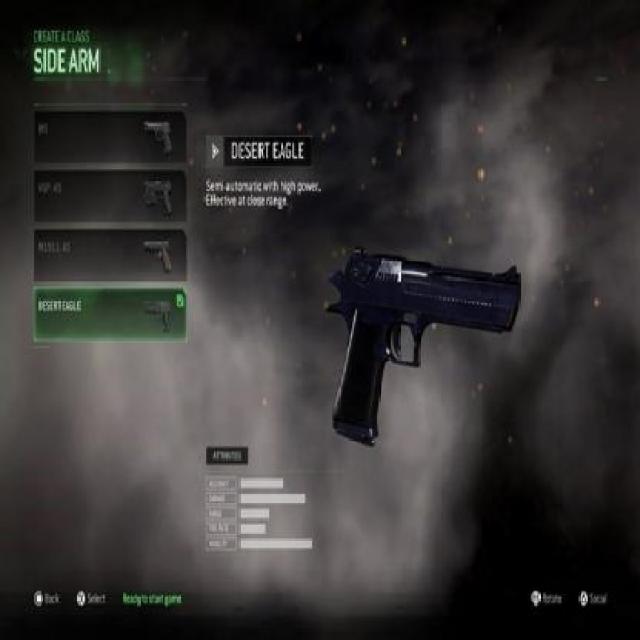 CREATE A CLASS
SIDE ARM
M9
USP .45
M1911 .45
DESERT EAGLE
DESERT EAGLE
Semi-automatic with high power.
Effective at close range.
ATTRIBUTES
Back
Select
Ready to start game
Rotate
Social